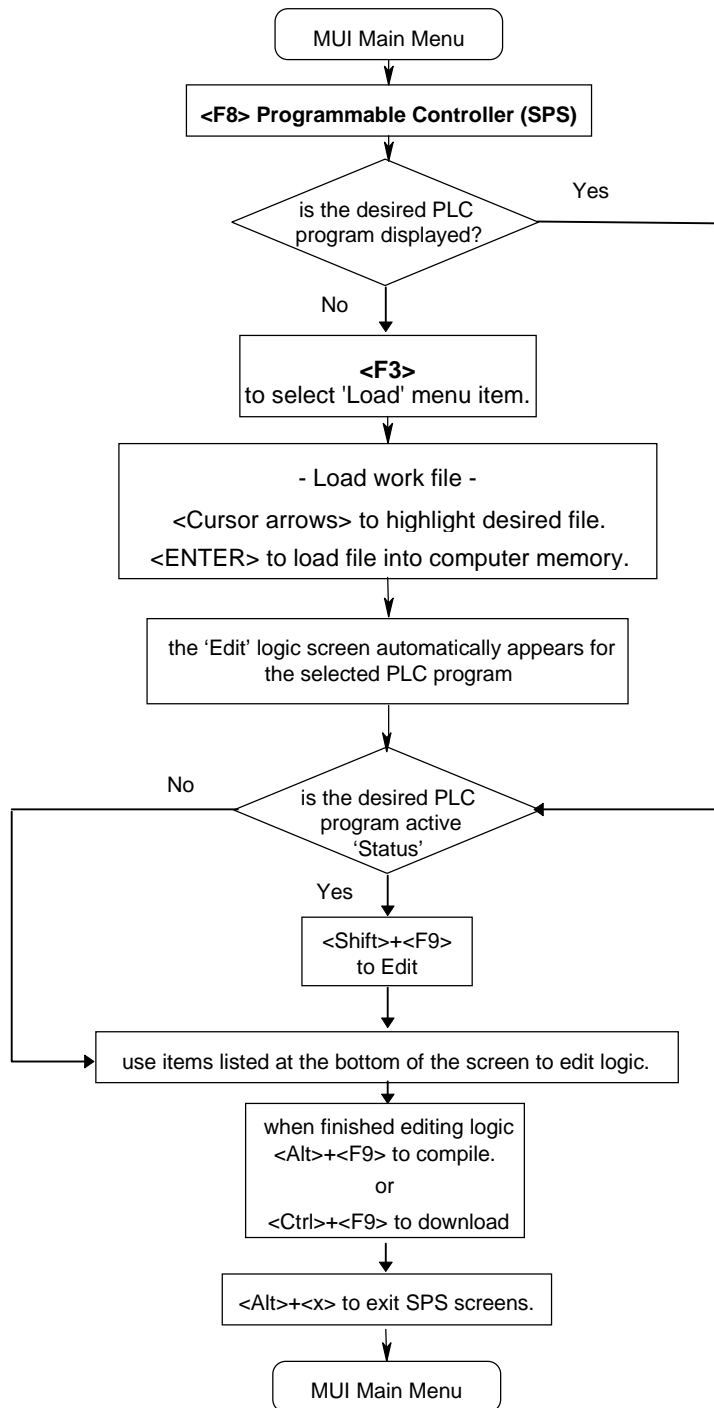 MUI Main Menu
<F8> Programmable Controller (SPS)
is the desired PLC
program displayed?
Yes
No
<F3>
to select 'Load' menu item.
- Load work file -
<Cursor arrows> to highlight desired file.
<ENTER> to load file into computer memory.
the ‘Edit’ logic screen automatically appears for
the selected PLC program
No
is the desired PLC
program active
‘Status’
Yes
<Shift>+<F9>
to Edit
use items listed at the bottom of the screen to edit logic.
when finished editing logic
<Alt>+<F9> to compile.
or
<Ctrl>+<F9> to download
<Alt>+<x> to exit SPS screens.
MUI Main Menu